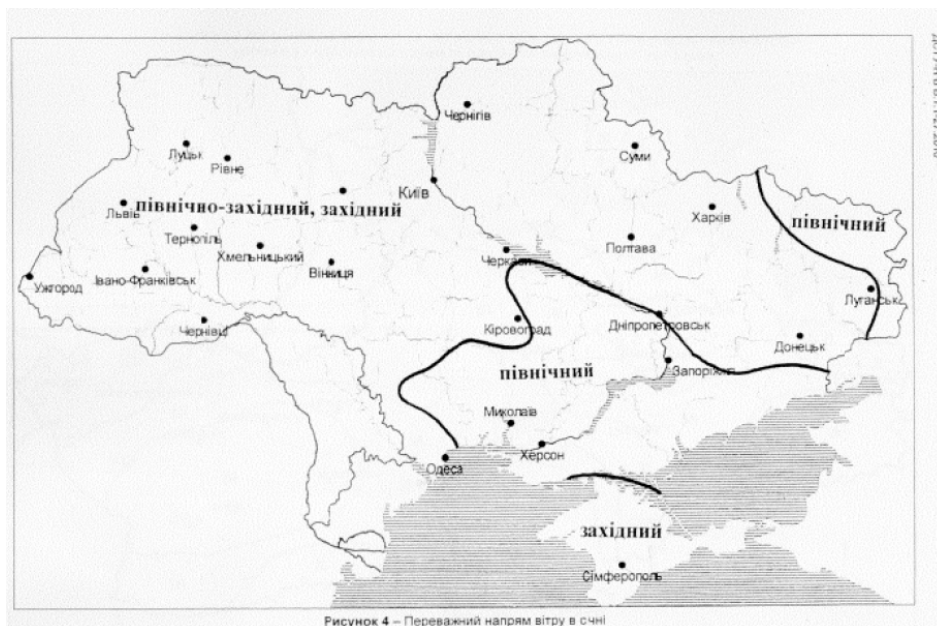 Чернігів
Луцьк
Рівне
Суми
Київ
Львів
північно-західний, західний
Харків
північний
Тернопіль
Хмельницький
Полтава
Вінниця
Черкаси
Ужгород
Івано-Франківськ
Луганськ
Чернівці
Кіровоград
Дніпропетровськ
Донецьк
північний
Запоріжжя
Миколаїв
Херсон
Одеса
західний
Сімферополь
Рисунок 4 – Переважний напрям вітру в січні